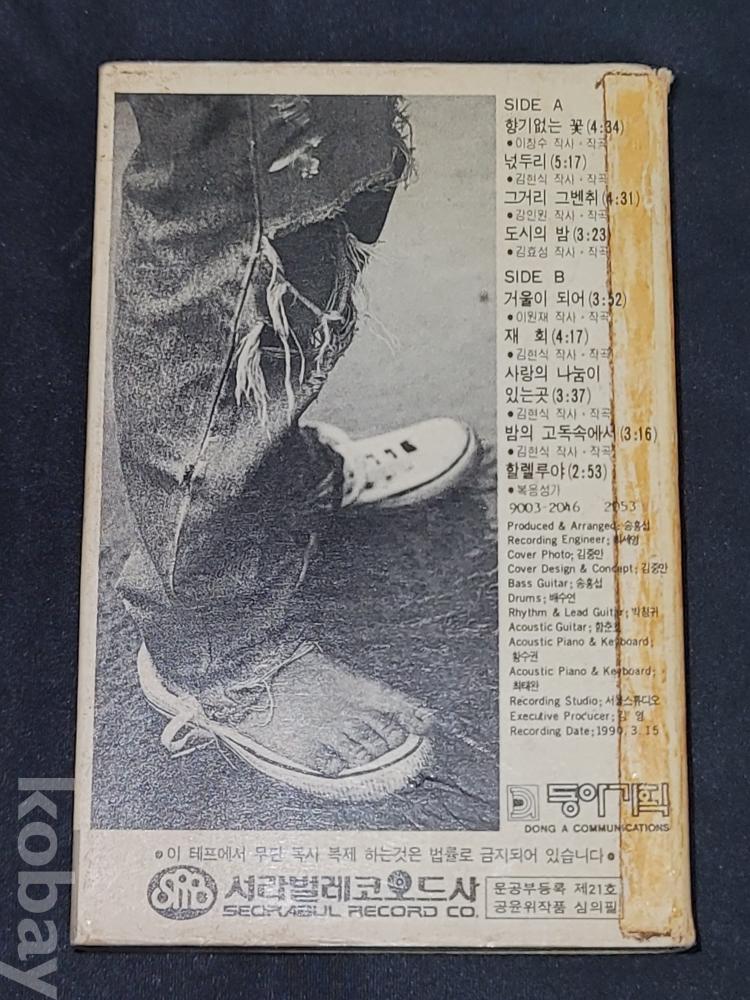 SIDE A
향기없는 꽃(4:34)
•이장수 작사·작곡
넋두리(5:17)
•김현식 작사·작곡
그거리 그벤취(4:31)
•강인원 작사·작곡
도시의 밤(3:23)
•김효성 작사·작곡
SIDE B
거울이 되어(3:52)
•이원재 작사·작곡
재 회(4:17)
•김현식 작사·작곡
사랑의 나눔이
있는곳(3:37)
•김현식 작사·작곡
밤의 고독속에서(3:16)
•김현식 작사·작곡
할렐루야(2:53)
•복음성가
9003-2046 2053
Produced & Arranged; 송홍섭
Recording Engineer;
Cover Photo; 김중만
Cover Design & Concept; 김중만
Bass Guitar; 송홍섭
Drums; 배수연
Rhythm & Lead Guitar; 박청귀
Acoustic Guitar; 함춘호
Acoustic Piano & Keyboard;
황수권
Acoustic Piano & Keyboard;
최태완
Recording Studio; 서울스튜디오
Executive Producer; 김 영
Recording Date; 1990. 3. 15
동아기획
DONG A COMMUNICATIONS
•이 테프에서 무단 복사 복제 하는것은 법률로 금지되어 있습니다•
SRB 서라벌레코오드사
SEORABUL RECORD CO.
문공부등록 제21호
공윤위작품 심의필
kobay